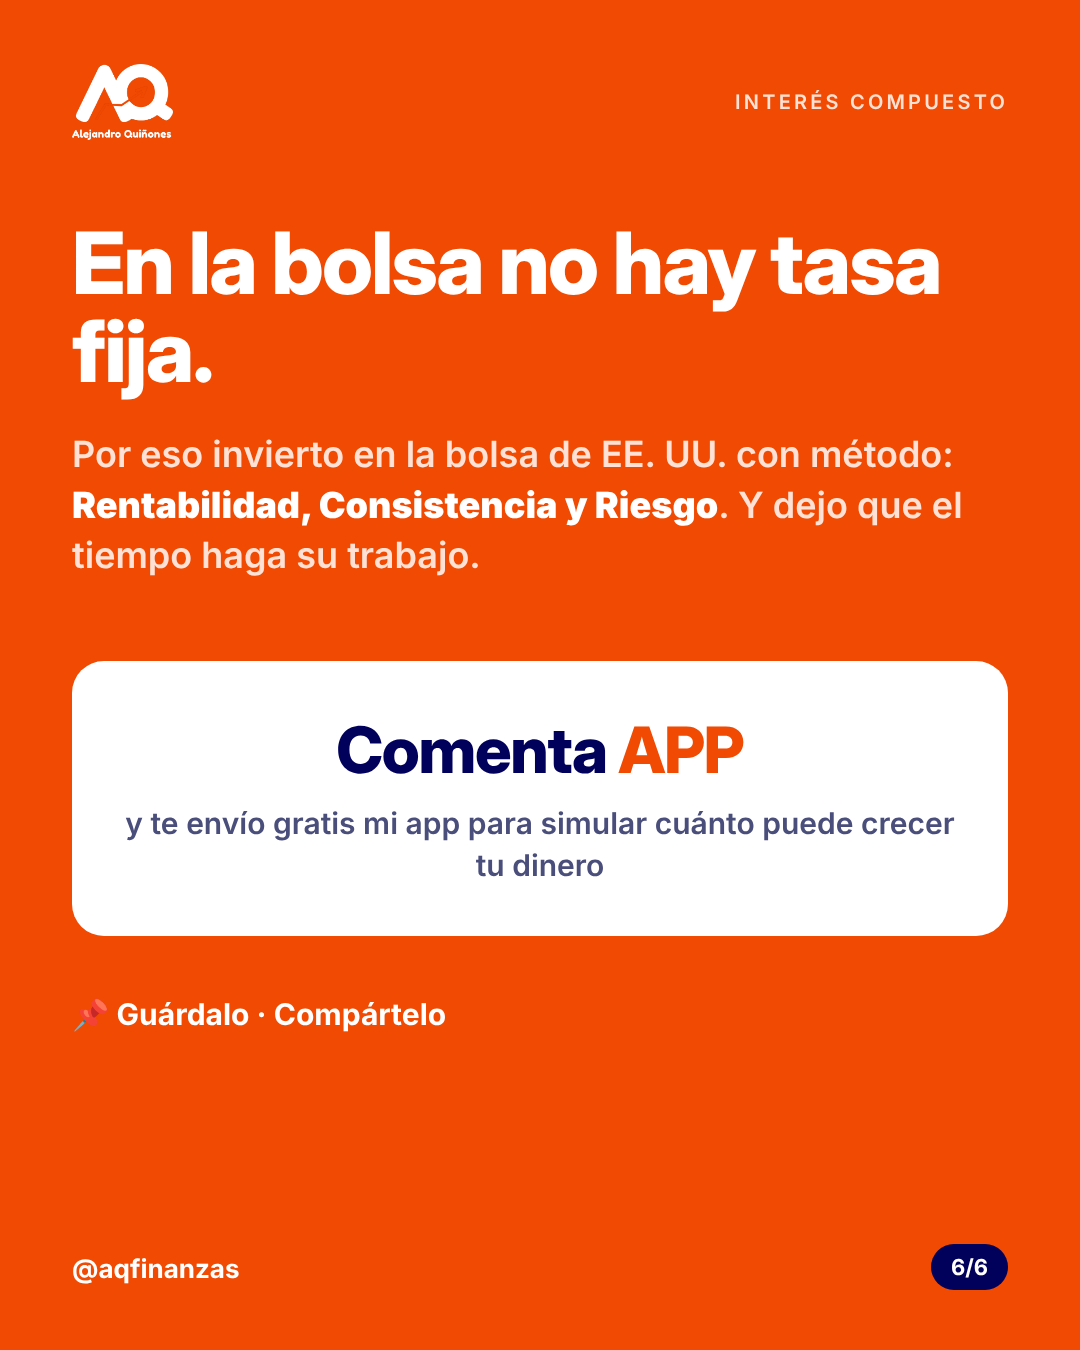 AQ
Alejandro Quiñones
INTERÉS COMPUESTO
En la bolsa no hay tasa
fija.
Por eso invierto en la bolsa de EE. UU. con método:
Rentabilidad, Consistencia y Riesgo. Y dejo que el
tiempo haga su trabajo.
Comenta APP
y te envío gratis mi app para simular cuánto puede crecer
tu dinero
📌 Guárdalo · Compártelo
@aqfinanzas
6/6